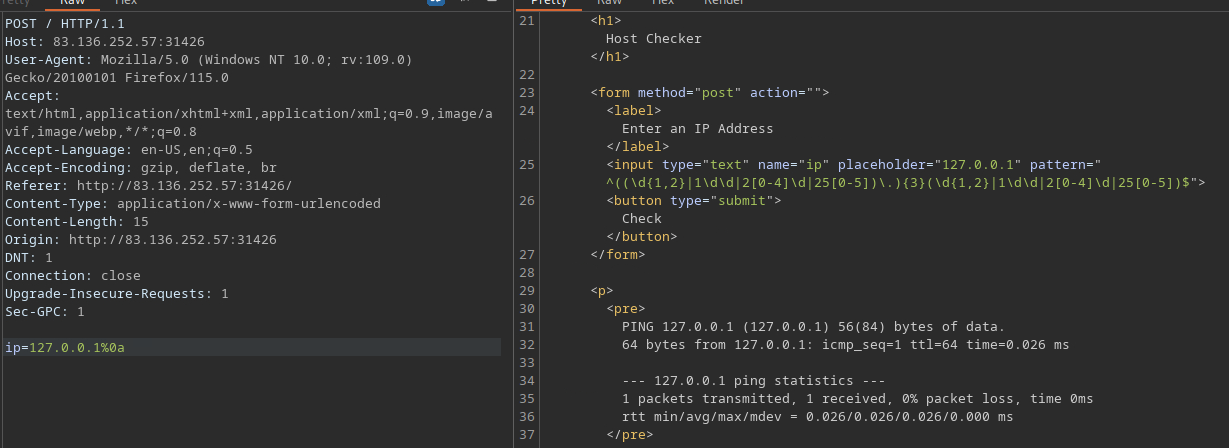 Pretty Raw Hex
POST / HTTP/1.1
Host: 83.136.252.57:31426
User-Agent: Mozilla/5.0 (Windows NT 10.0; rv:109.0)
Gecko/20100101 Firefox/115.0
Accept:
text/html,application/xhtml+xml,application/xml;q=0.9,image/a
vif,image/webp,*/*;q=0.8
Accept-Language: en-US,en;q=0.5
Accept-Encoding: gzip, deflate, br
Referer: http://83.136.252.57:31426/
Content-Type: application/x-www-form-urlencoded
Content-Length: 15
Origin: http://83.136.252.57:31426
DNT: 1
Connection: close
Upgrade-Insecure-Requests: 1
Sec-GPC: 1
ip=127.0.0.1%0a
Pretty Raw Hex Render
21 <h1>
Host Checker
</h1>
22
23 <form method="post" action="">
24 <label>
Enter an IP Address
</label>
25 <input type="text" name="ip" placeholder="127.0.0.1" pattern="
^((\d{1,2}|1\d\d|2[0-4]\d|25[0-5])\.){3}(\d{1,2}|1\d\d|2[0-4]\d|25[0-5])$">
26 <button type="submit">
Check
</button>
27 </form>
28
29 <p>
30 <pre>
31 PING 127.0.0.1 (127.0.0.1) 56(84) bytes of data.
32 64 bytes from 127.0.0.1: icmp_seq=1 ttl=64 time=0.026 ms
33
34 --- 127.0.0.1 ping statistics ---
35 1 packets transmitted, 1 received, 0% packet loss, time 0ms
36 rtt min/avg/max/mdev = 0.026/0.026/0.026/0.000 ms
37 </pre>